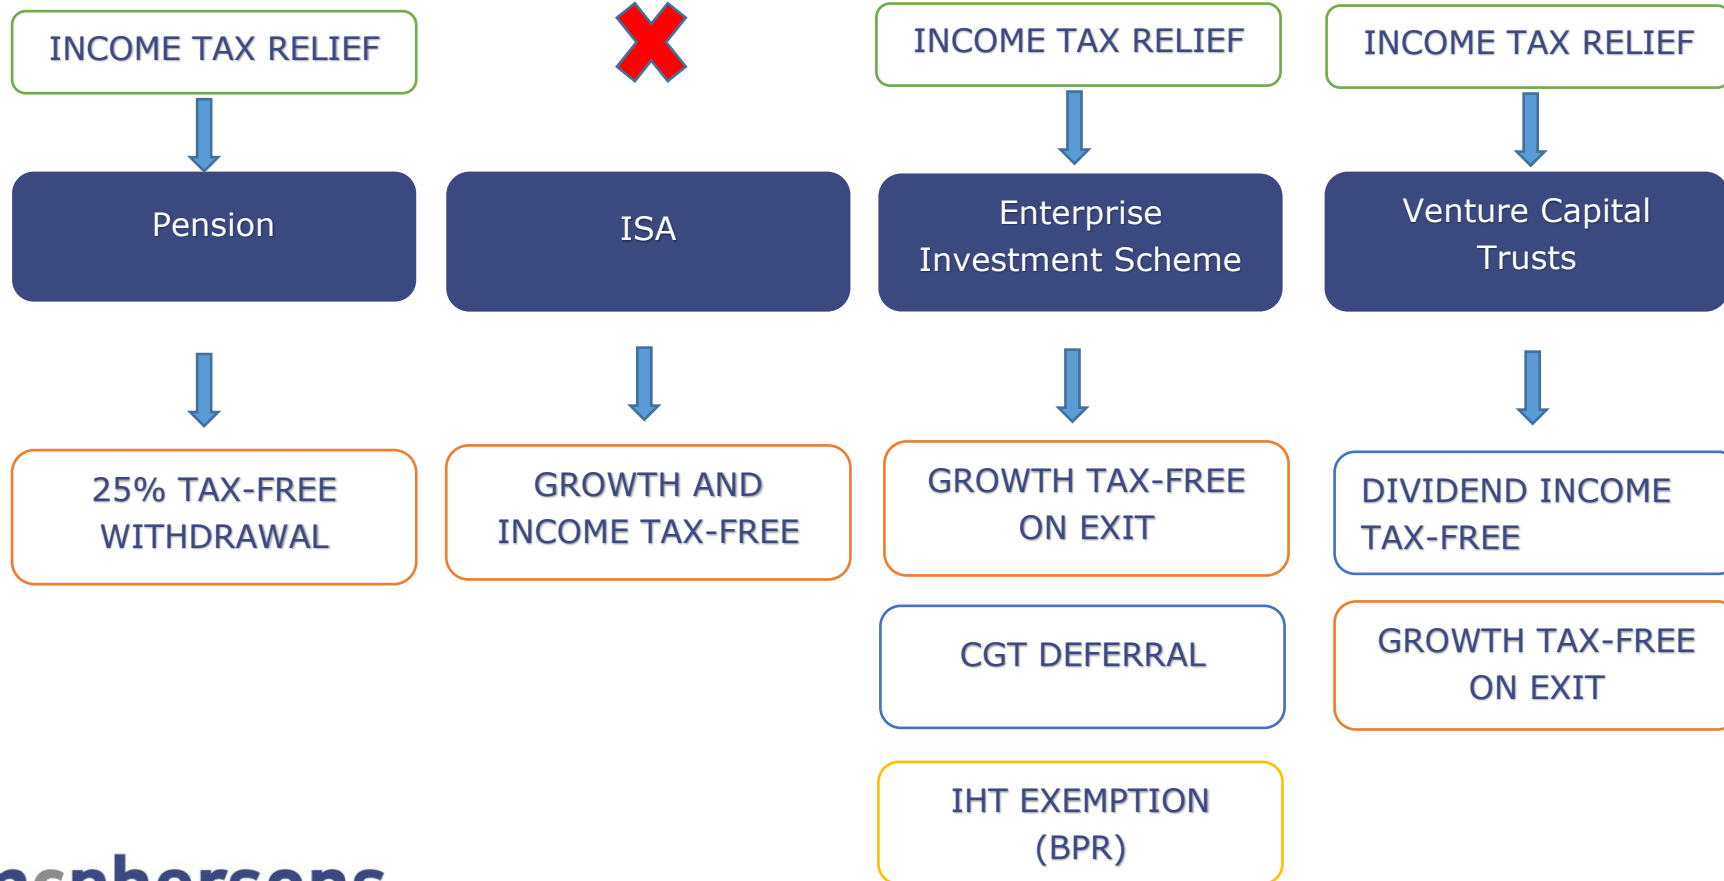 INCOME TAX RELIEF
INCOME TAX RELIEF
INCOME TAX RELIEF
Pension
ISA
Enterprise
Investment Scheme
Venture Capital
Trusts
25% TAX-FREE
WITHDRAWAL
GROWTH AND
INCOME TAX-FREE
GROWTH TAX-FREE
ON EXIT
DIVIDEND INCOME
TAX-FREE
CGT DEFERRAL
GROWTH TAX-FREE
ON EXIT
IHT EXEMPTION
(BPR)